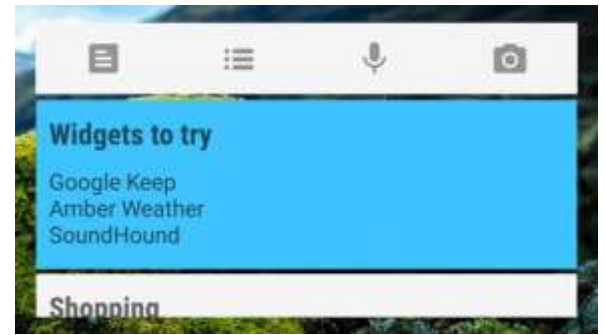 Widgets to try
Google Keep
Amber Weather
SoundHound
Shopping